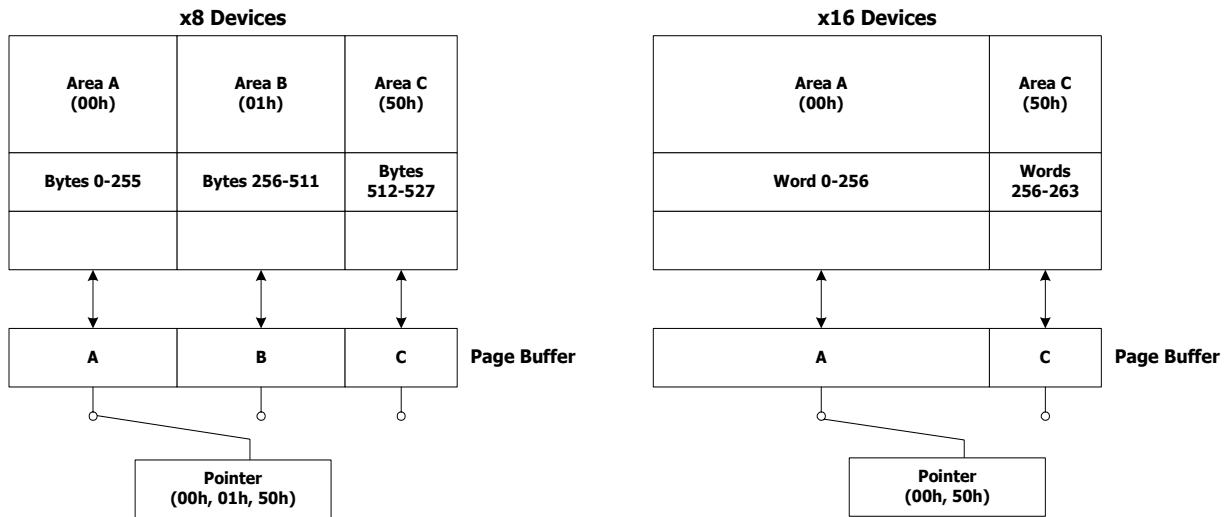 x8 Devices
Area A
(00h)
Area B
(01h)
Area C
(50h)
Bytes 0-255
Bytes 256-511
Bytes
512-527
A
B
C
Page Buffer
Pointer
(00h, 01h, 50h)
x16 Devices
Area A
(00h)
Area C
(50h)
Word 0-256
Words
256-263
A
C
Page Buffer
Pointer
(00h, 50h)